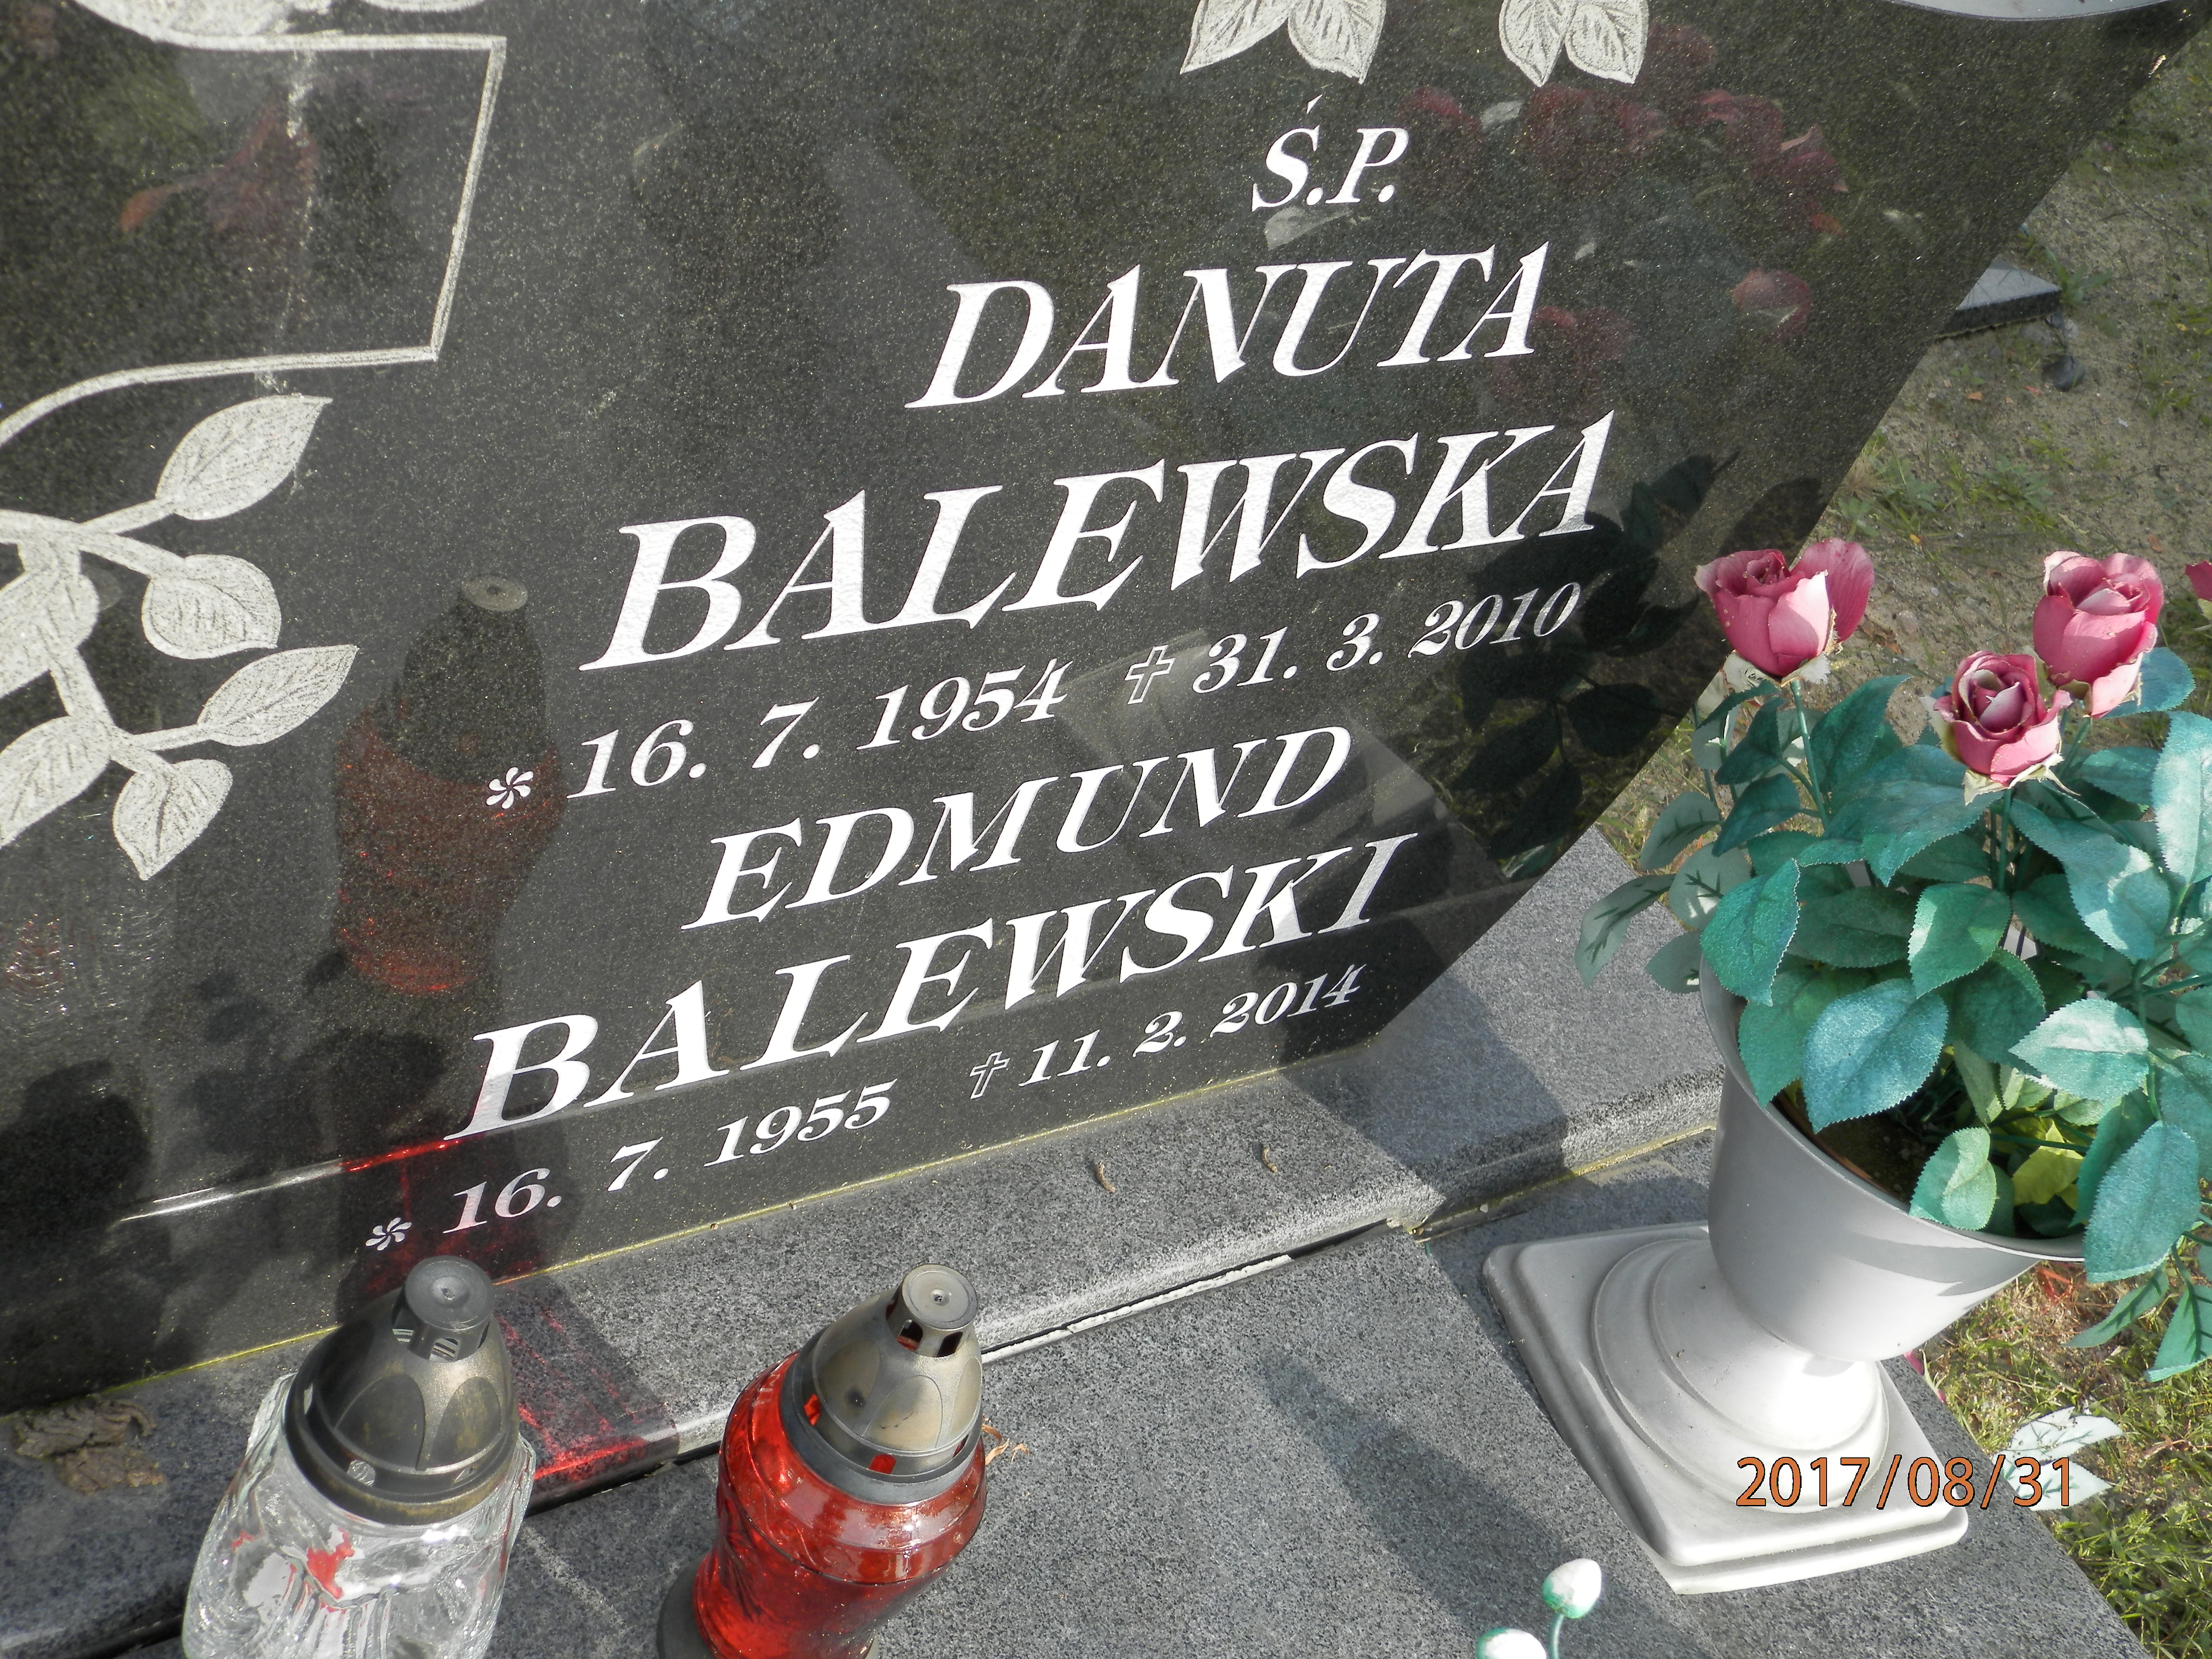 Ś.P.
DANUTA
BALEWSKA
* 16. 7. 1954 ✝ 31. 3. 2010
EDMUND
BALEWSKI
* 16. 7. 1955 ✝ 11. 2. 2014
2017/08/31